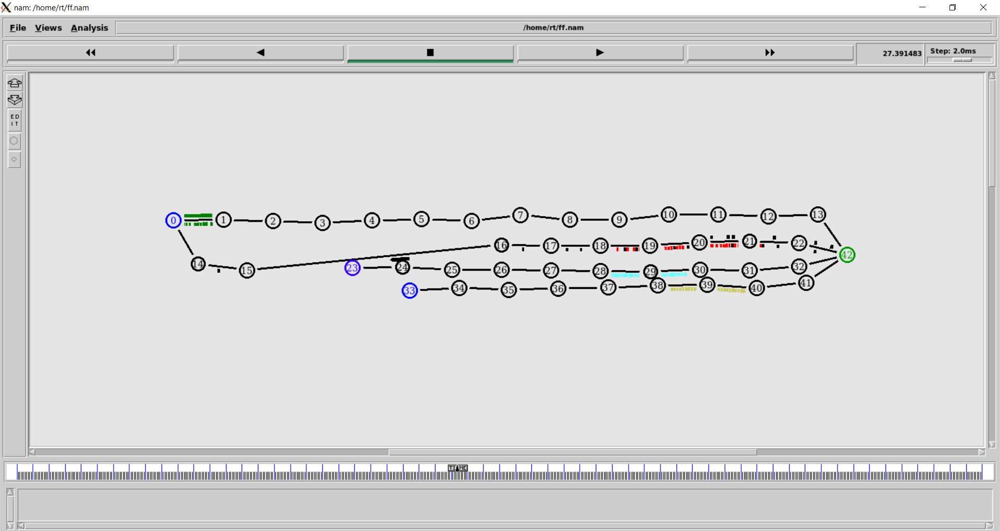 nam: /home/rt/ff.nam
File Views Analysis /home/rt/ff.nam
27.391483 Step: 2.0ms
ED
IT
0 1 2 3 4 5 6 7 8 9 10 11 12 13
16 17 18 19 20 21 22
42
14 15 23 24 25 26 27 28 29 30 31 32
33 34 35 36 37 38 39 40 41
TIME